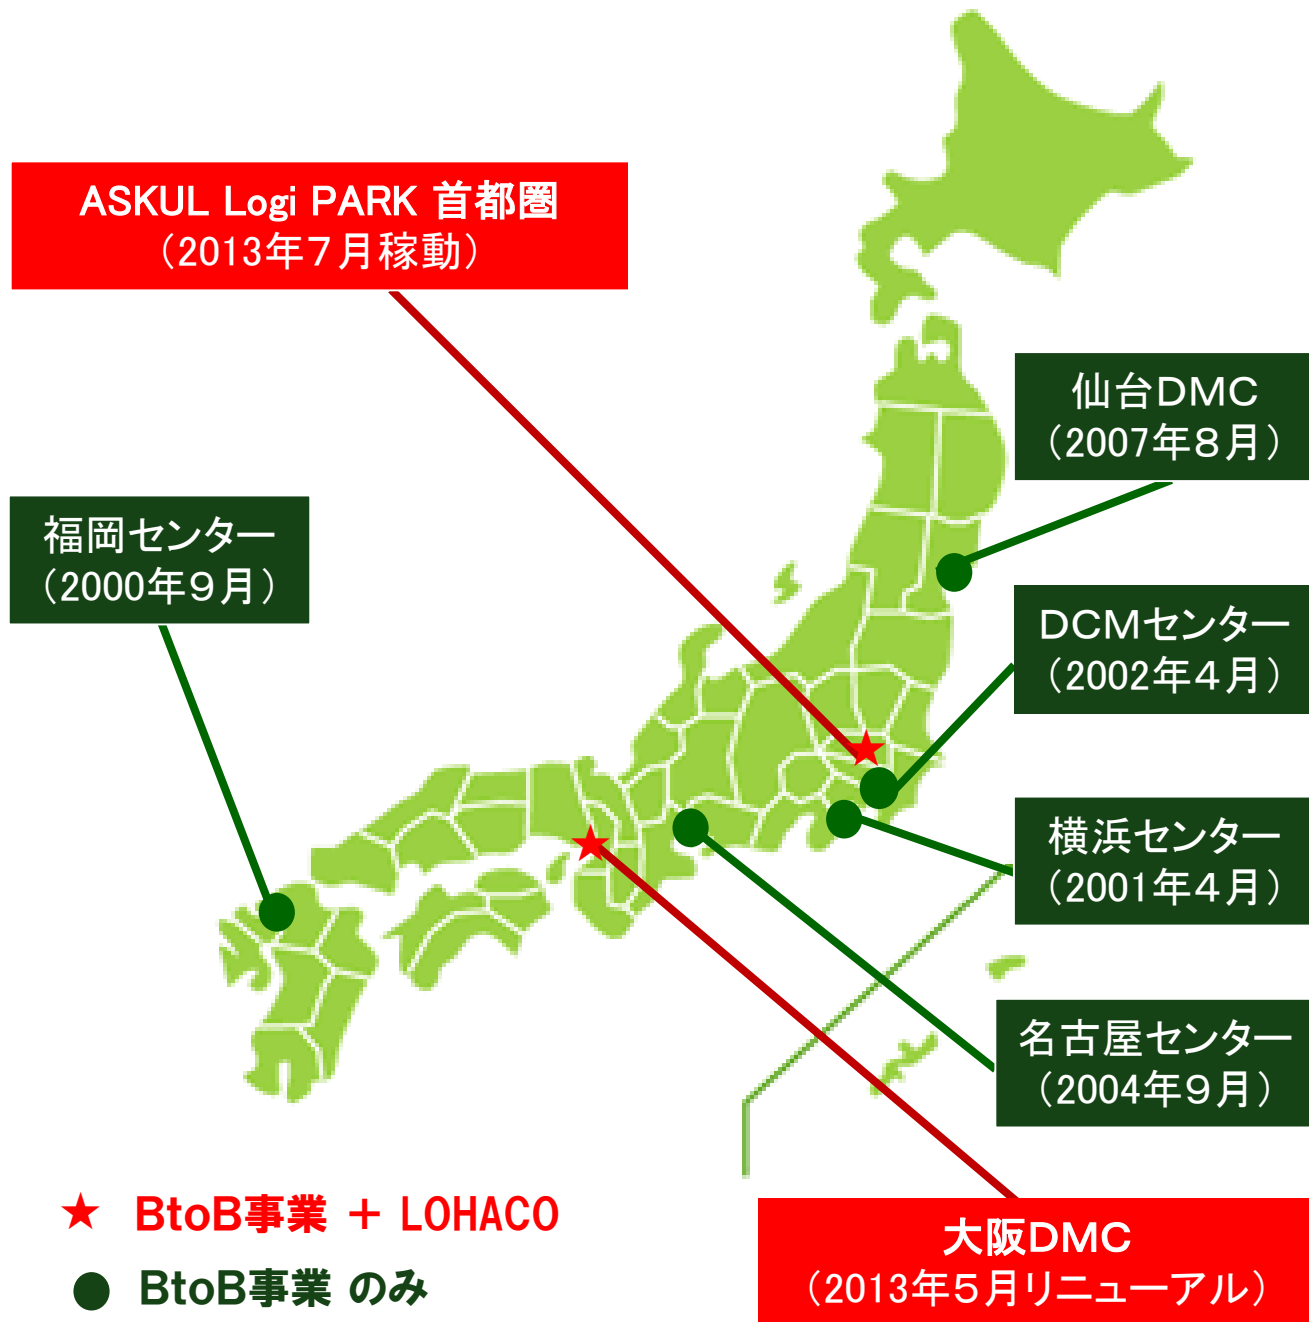 ASKUL Logi PARK 首都圏
（2013年７月稼動）
仙台ＤＭＣ
（2007年８月）
福岡センター
（2000年９月）
ＤＣＭセンター
（2002年４月）
横浜センター
（2001年４月）
名古屋センター
（2004年９月）
★ BtoB事業 + LOHACO
● BtoB事業 のみ
大阪DMC
（2013年５月リニューアル）